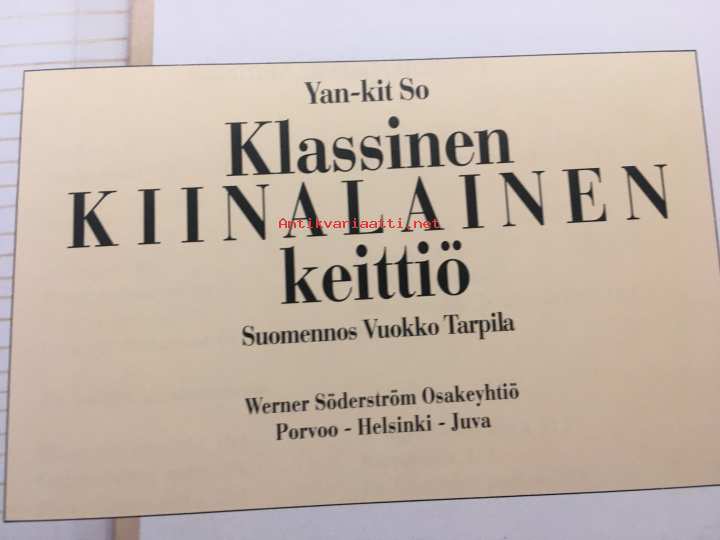 Yan-kit So
Klassinen
KIINALAINEN
Antikvariaatti.net
keittiö
Suomennos Vuokko Tarpila
Werner Söderström Osakeyhtiö
Porvoo - Helsinki - Juva